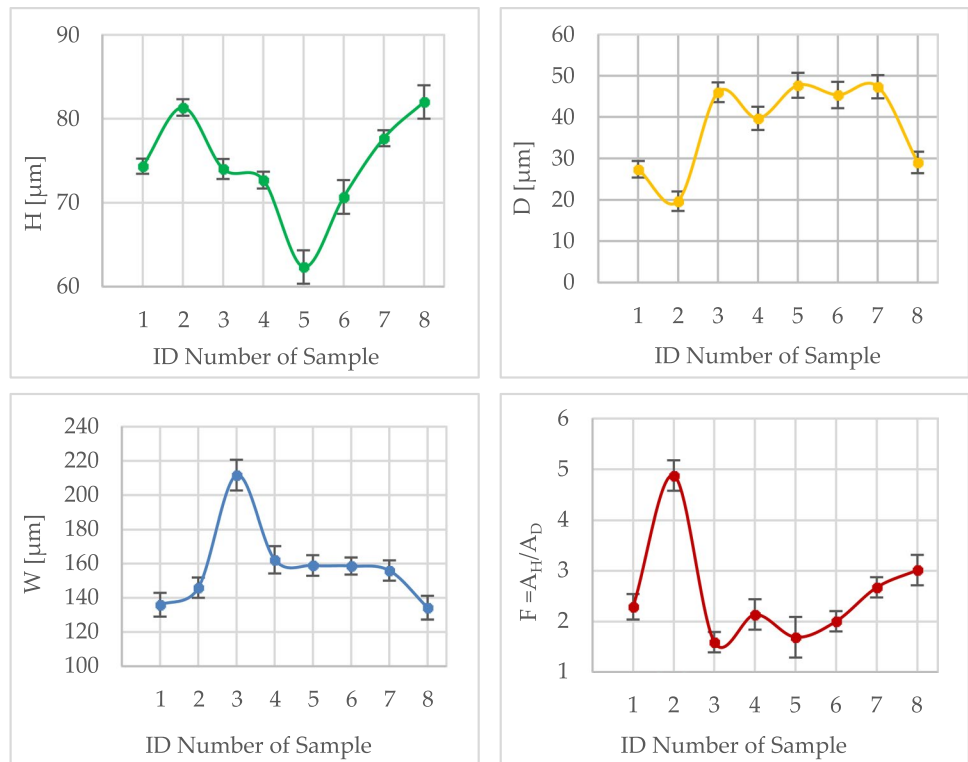 90
80
70
60
H [µm]
1 2 3 4 5 6 7 8
ID Number of Sample
60
50
40
30
20
10
0
D [µm]
1 2 3 4 5 6 7 8
ID Number of Sample
240
220
200
180
160
140
120
100
W [µm]
1 2 3 4 5 6 7 8
ID Number of Sample
6
5
4
3
2
1
F =A_H/A_D
1 2 3 4 5 6 7 8
ID Number of Sample